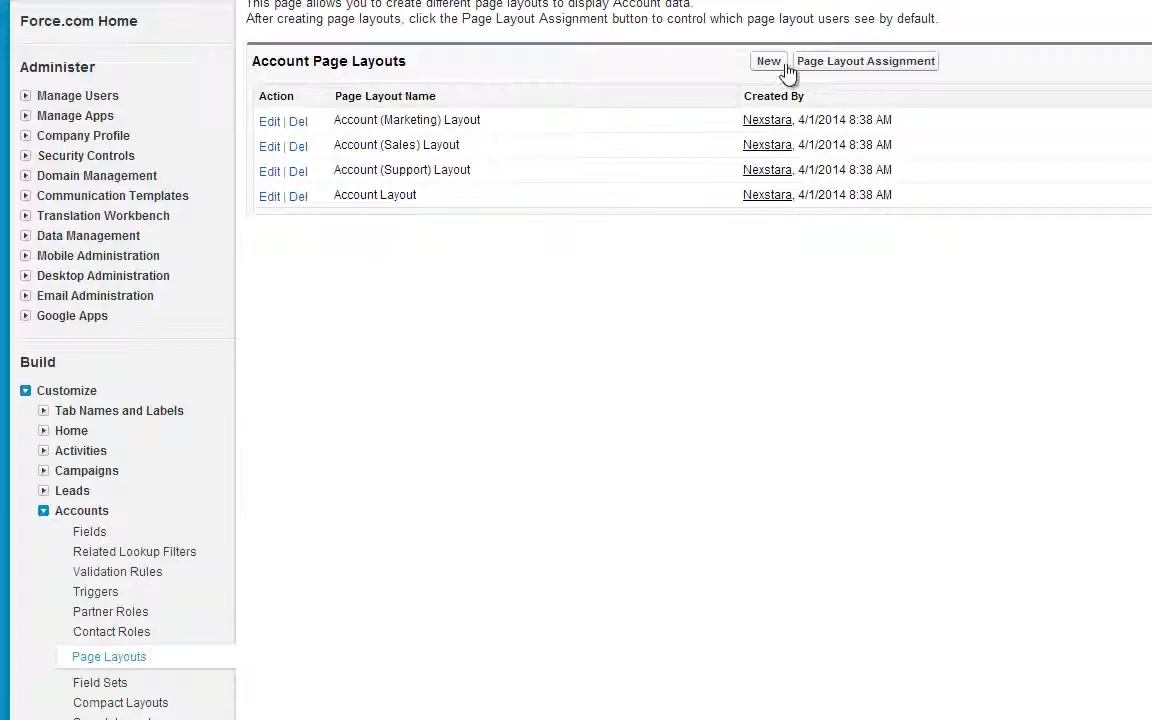 This page allows you to create different page layouts to display Account data.
After creating page layouts, click the Page Layout Assignment button to control which page layout users see by default.
Force.com Home
Administer
Manage Users
Manage Apps
Company Profile
Security Controls
Domain Management
Communication Templates
Translation Workbench
Data Management
Mobile Administration
Desktop Administration
Email Administration
Google Apps
Build
Customize
Tab Names and Labels
Home
Activities
Campaigns
Leads
Accounts
Fields
Related Lookup Filters
Validation Rules
Triggers
Partner Roles
Contact Roles
Page Layouts
Field Sets
Compact Layouts
Account Page Layouts New Page Layout Assignment
Action Page Layout Name Created By
Edit | Del Account (Marketing) Layout Nexstara, 4/1/2014 8:38 AM
Edit | Del Account (Sales) Layout Nexstara, 4/1/2014 8:38 AM
Edit | Del Account (Support) Layout Nexstara, 4/1/2014 8:38 AM
Edit | Del Account Layout Nexstara, 4/1/2014 8:38 AM